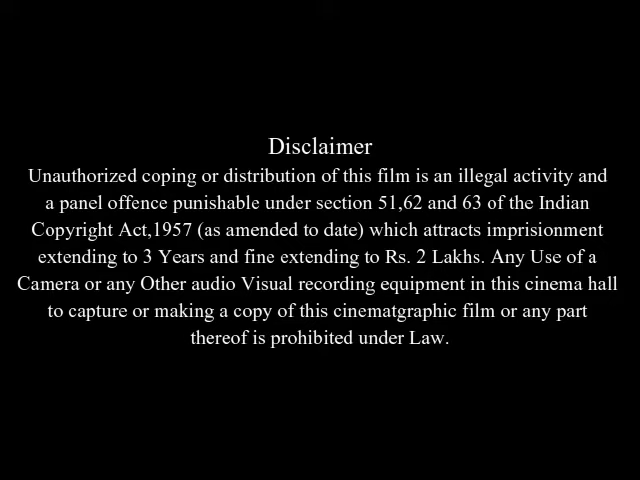 Disclaimer
Unauthorized coping or distribution of this film is an illegal activity and
a panel offence punishable under section 51,62 and 63 of the Indian
Copyright Act,1957 (as amended to date) which attracts imprisionment
extending to 3 Years and fine extending to Rs. 2 Lakhs. Any Use of a
Camera or any Other audio Visual recording equipment in this cinema hall
to capture or making a copy of this cinematgraphic film or any part
thereof is prohibited under Law.